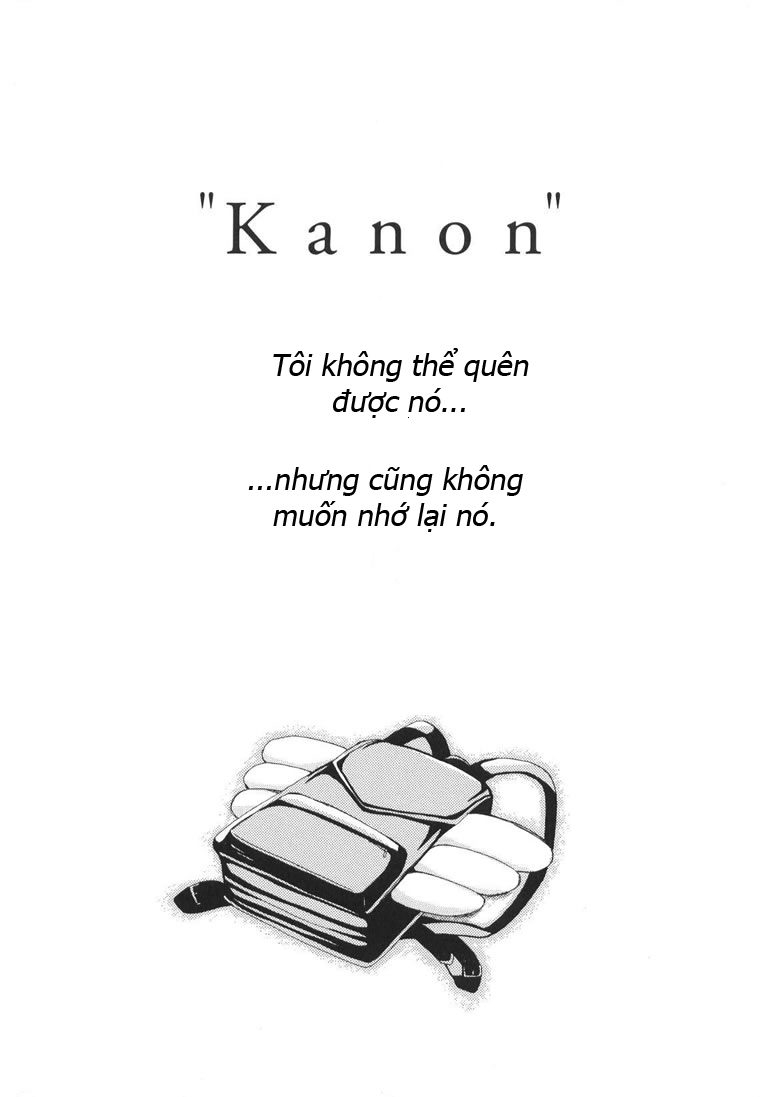 "Kanon"
Tôi không thể quên
được nó...
...nhưng cũng không
muốn nhớ lại nó.